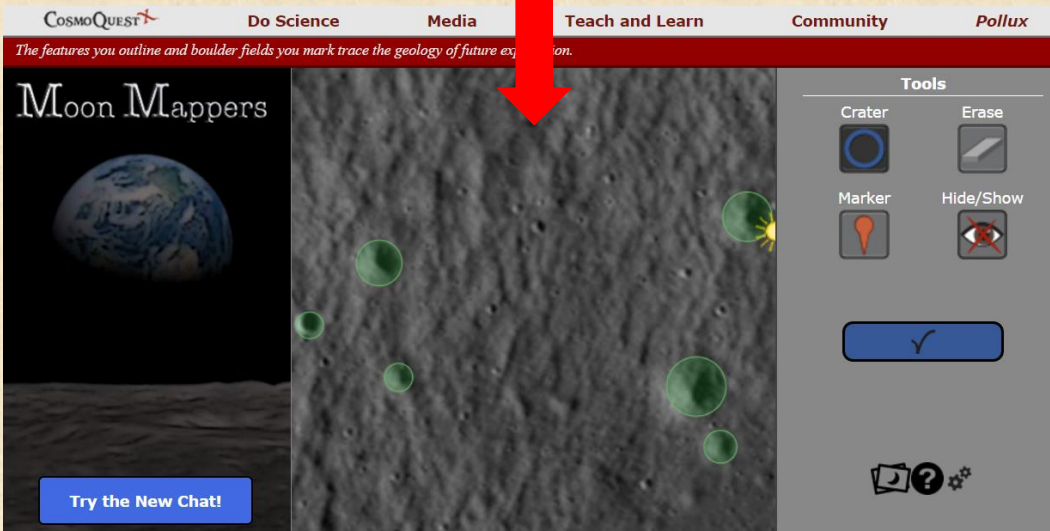 CosmoQuest Do Science Media Teach and Learn Community Pollux
The features you outline and boulder fields you mark trace the geology of future
Moon Mappers
Tools
Crater Erase
Marker Hide/Show
Try the New Chat!